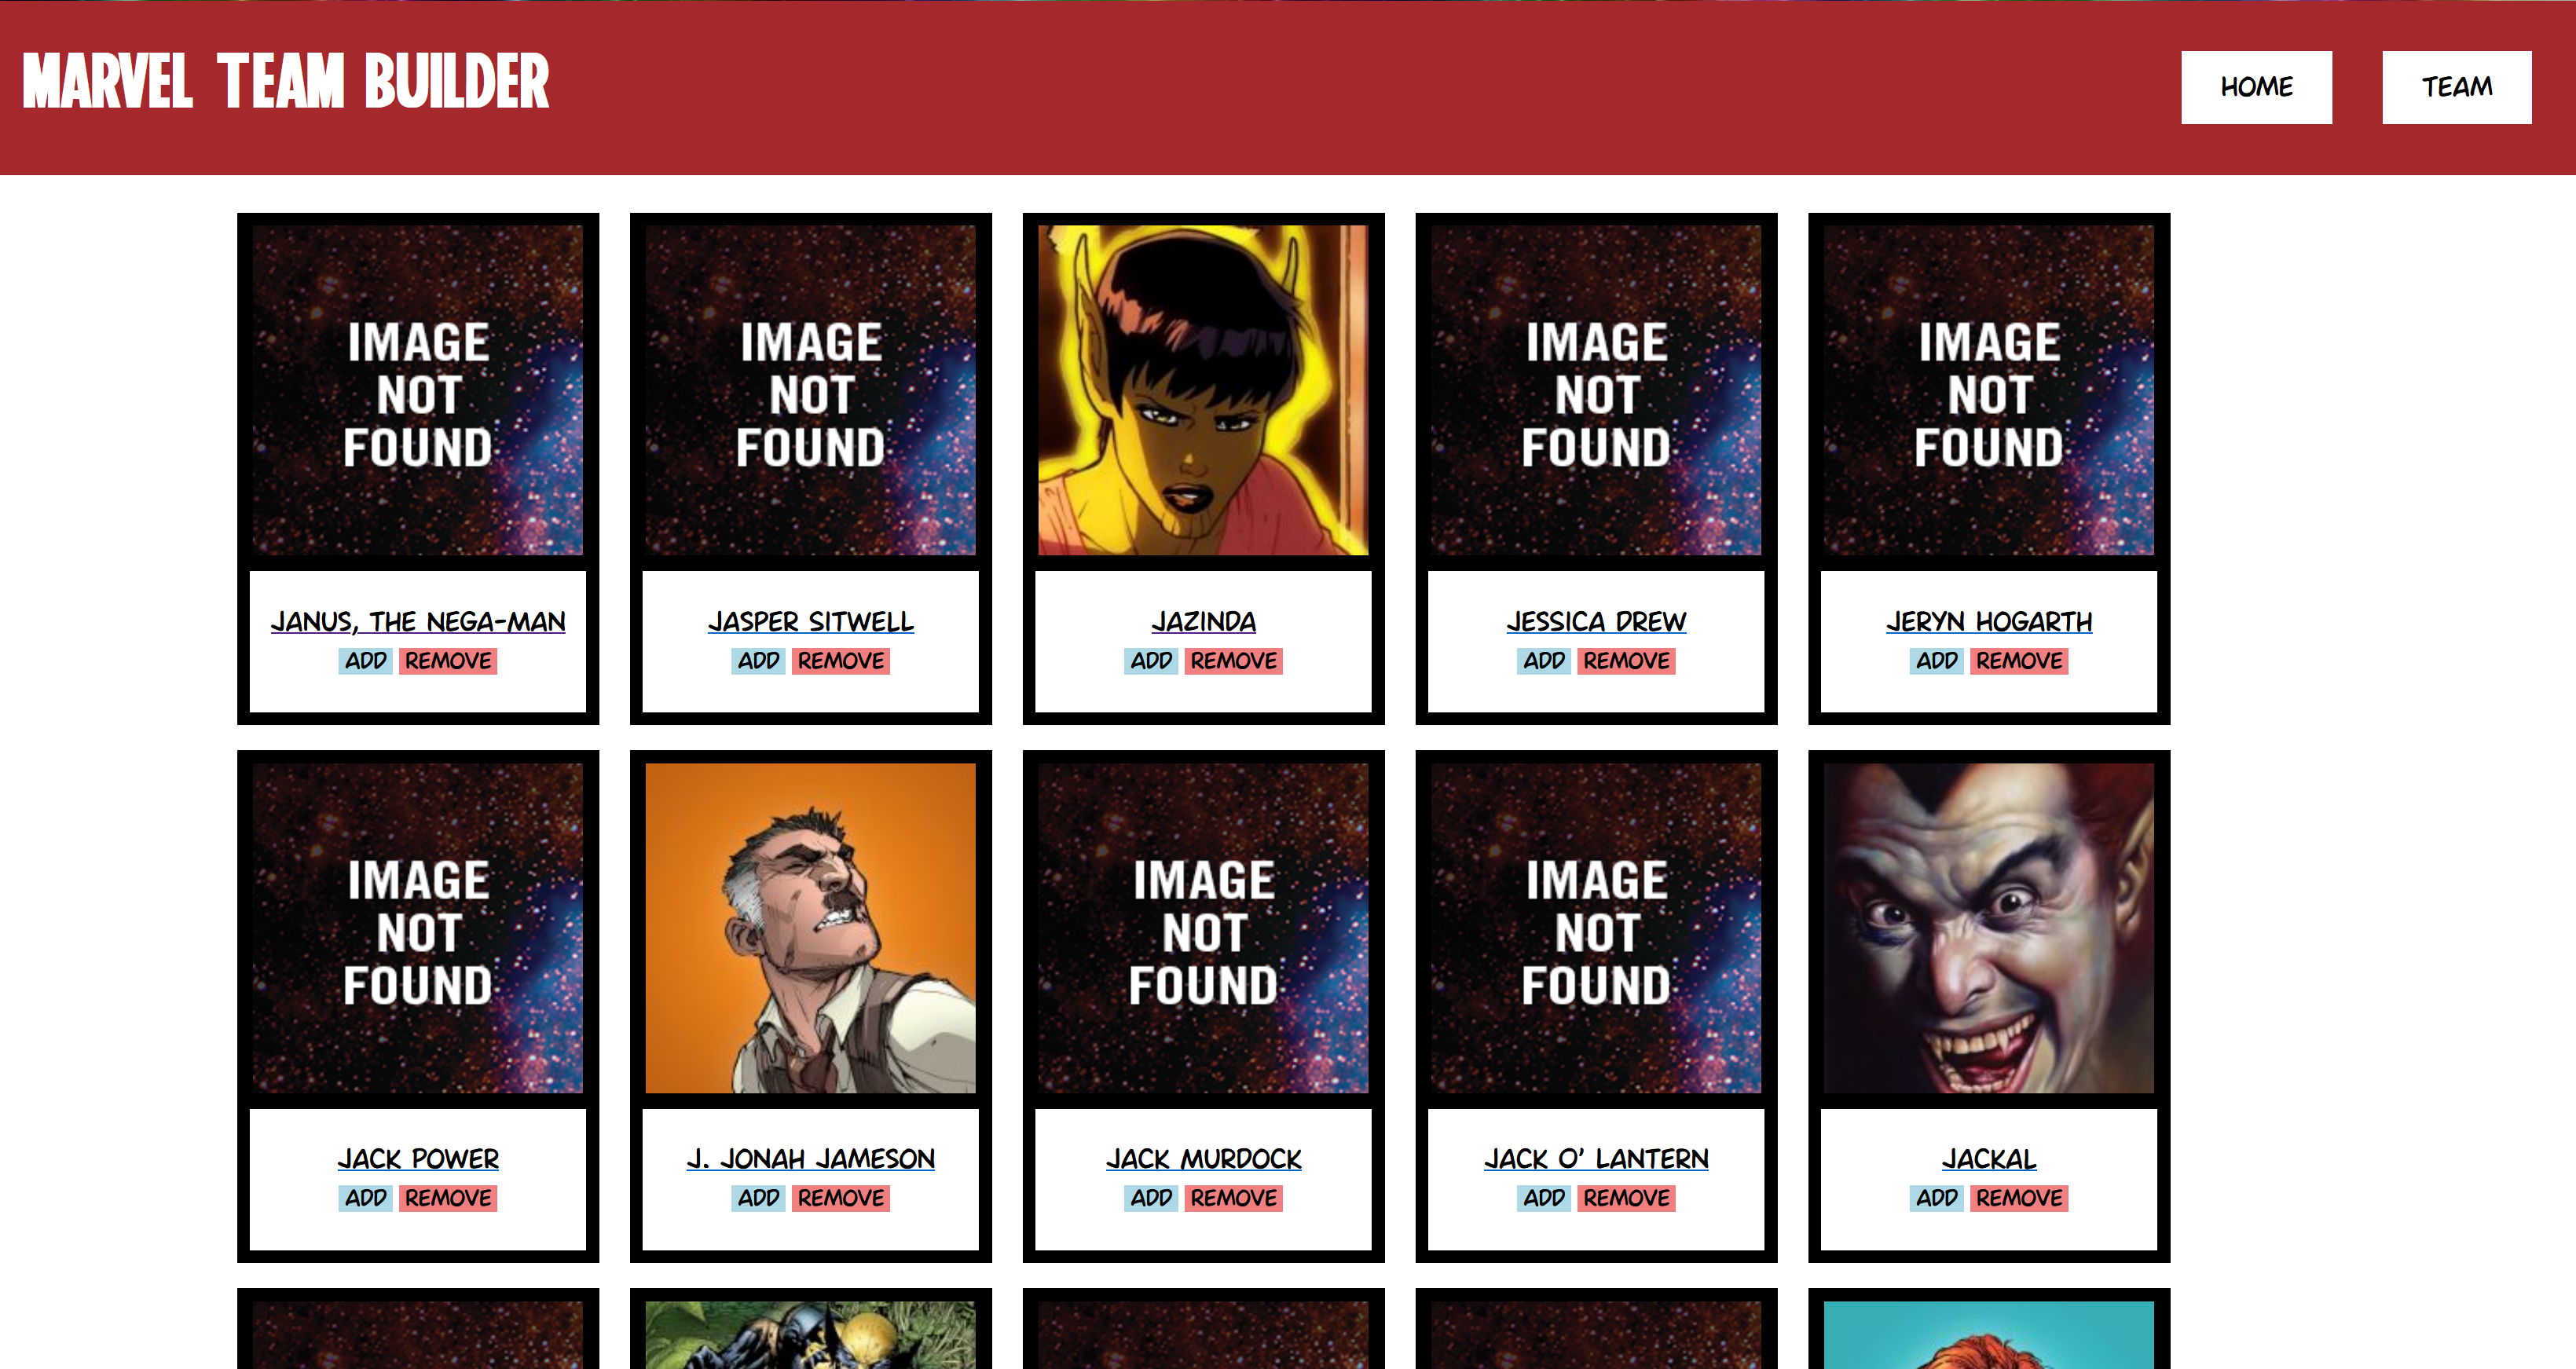 MARVEL TEAM BUILDER
HOME
TEAM
IMAGE
NOT
FOUND
IMAGE
NOT
FOUND
IMAGE
NOT
FOUND
IMAGE
NOT
FOUND
JANUS, THE NEGA-MAN
ADD REMOVE
JASPER SITWELL
ADD REMOVE
JAZINDA
ADD REMOVE
JESSICA DREW
ADD REMOVE
JERYN HOGARTH
ADD REMOVE
IMAGE
NOT
FOUND
IMAGE
NOT
FOUND
IMAGE
NOT
FOUND
JACK POWER
ADD REMOVE
J. JONAH JAMESON
ADD REMOVE
JACK MURDOCK
ADD REMOVE
JACK O' LANTERN
ADD REMOVE
JACKAL
ADD REMOVE